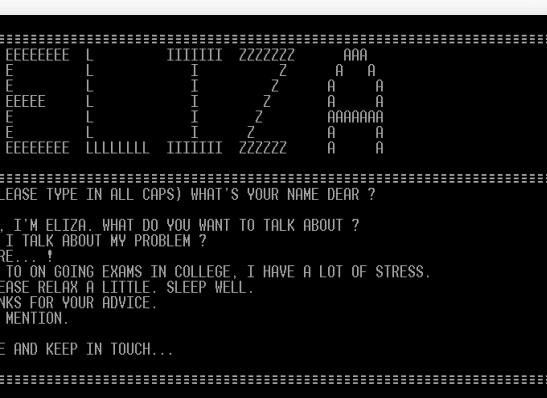 EEEEEEEE L IIIIIII ZZZZZZZ AAA
E L I Z A A
E L I Z A A
EEEEE L I Z A A
E L I Z AAAAAAA
E L I Z A A
EEEEEEEE LLLLLLLL IIIIIII ZZZZZZ A A
LEASE TYPE IN ALL CAPS) WHAT'S YOUR NAME DEAR ?
, I'M ELIZA. WHAT DO YOU WANT TO TALK ABOUT ?
I TALK ABOUT MY PROBLEM ?
RE... !
TO ON GOING EXAMS IN COLLEGE, I HAVE A LOT OF STRESS.
EASE RELAX A LITTLE. SLEEP WELL.
NKS FOR YOUR ADVICE.
MENTION.
E AND KEEP IN TOUCH...